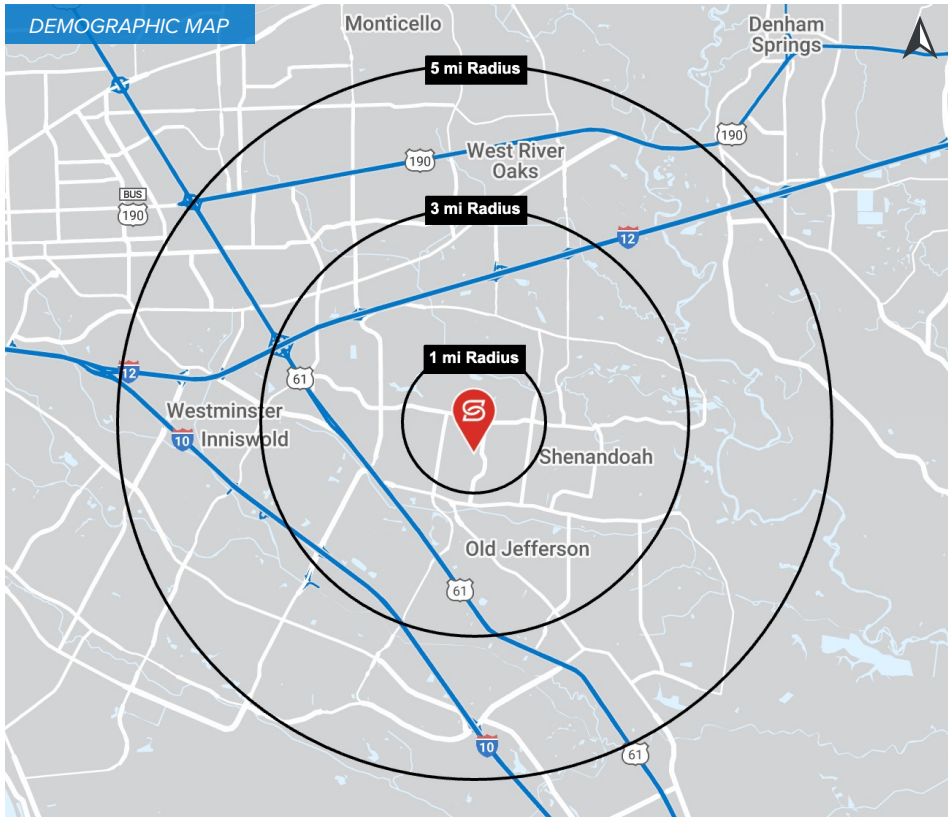 DEMOGRAPHIC MAP
Monticello
Denham
Springs
5 mi Radius
190
190
West River
Oaks
BUS
190
3 mi Radius
12
1 mi Radius
12
61
Westminster
10
Inniswold
Shenandoah
Old Jefferson
61
10
61